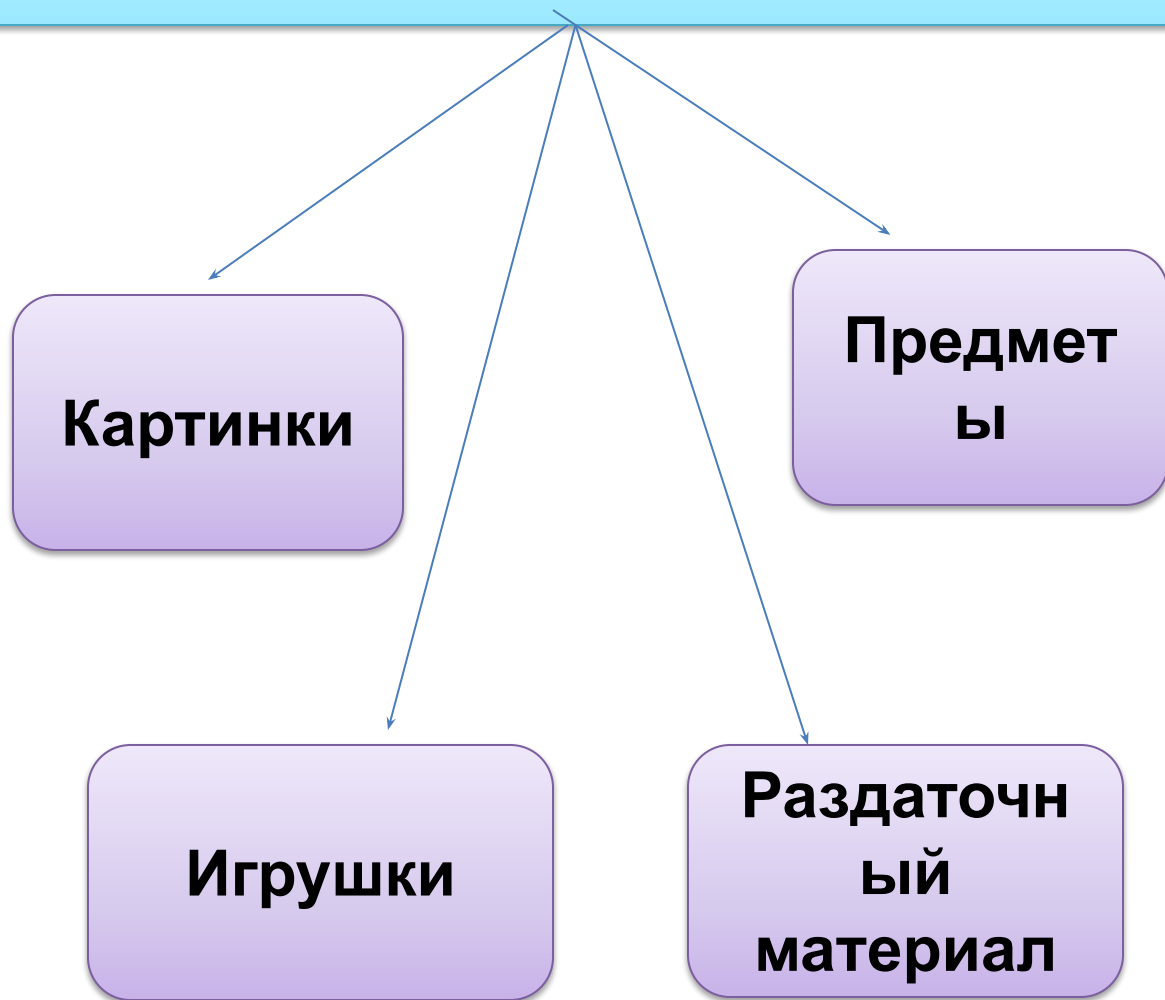 Картинки
Предмет
ы
Игрушки
Раздаточн
ый
материал